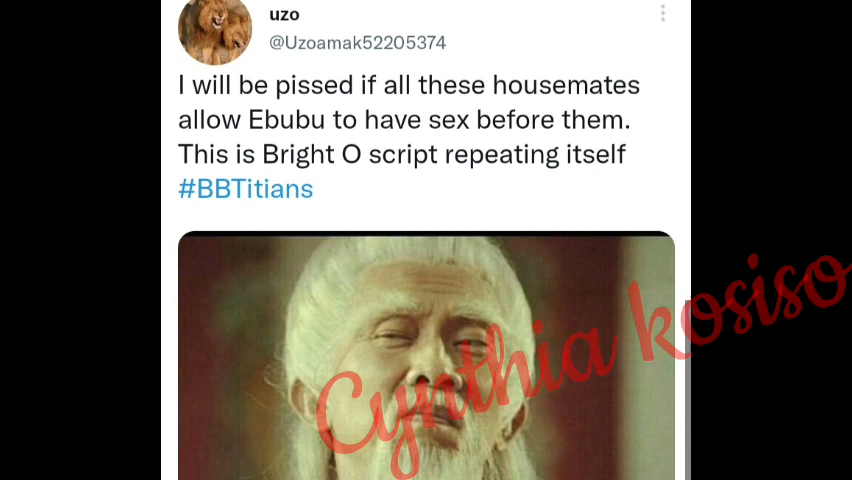 uzo
@Uzoamak52205374
I will be pissed if all these housemates
allow Ebubu to have sex before them.
This is Bright O script repeating itself
#BBTitians
Cynthia kosiso